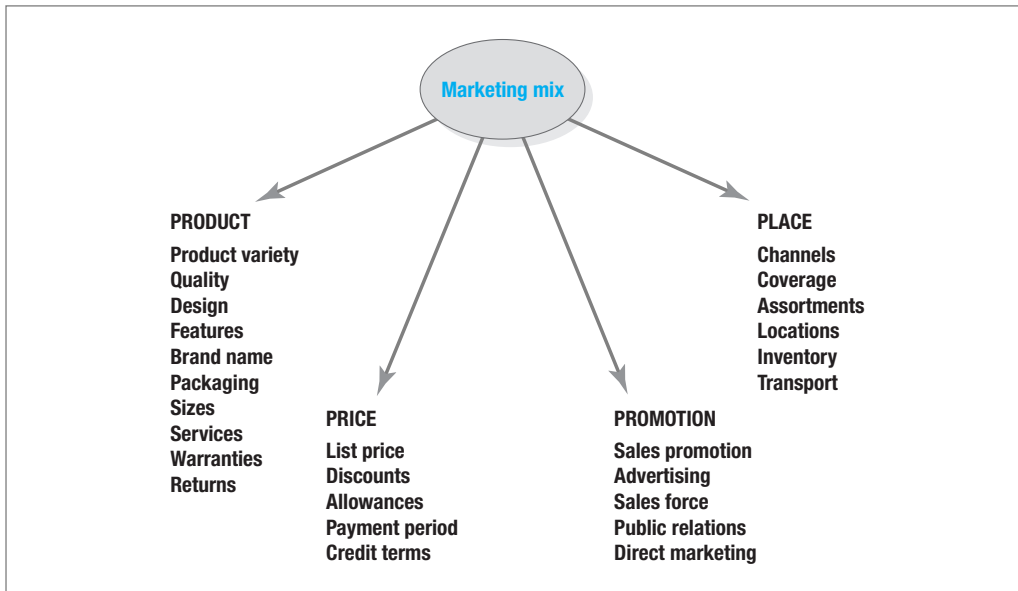 Marketing mix
PRODUCT
Product variety
Quality
Design
Features
Brand name
Packaging
Sizes
Services
Warranties
Returns
PRICE
List price
Discounts
Allowances
Payment period
Credit terms
PROMOTION
Sales promotion
Advertising
Sales force
Public relations
Direct marketing
PLACE
Channels
Coverage
Assortments
Locations
Inventory
Transport